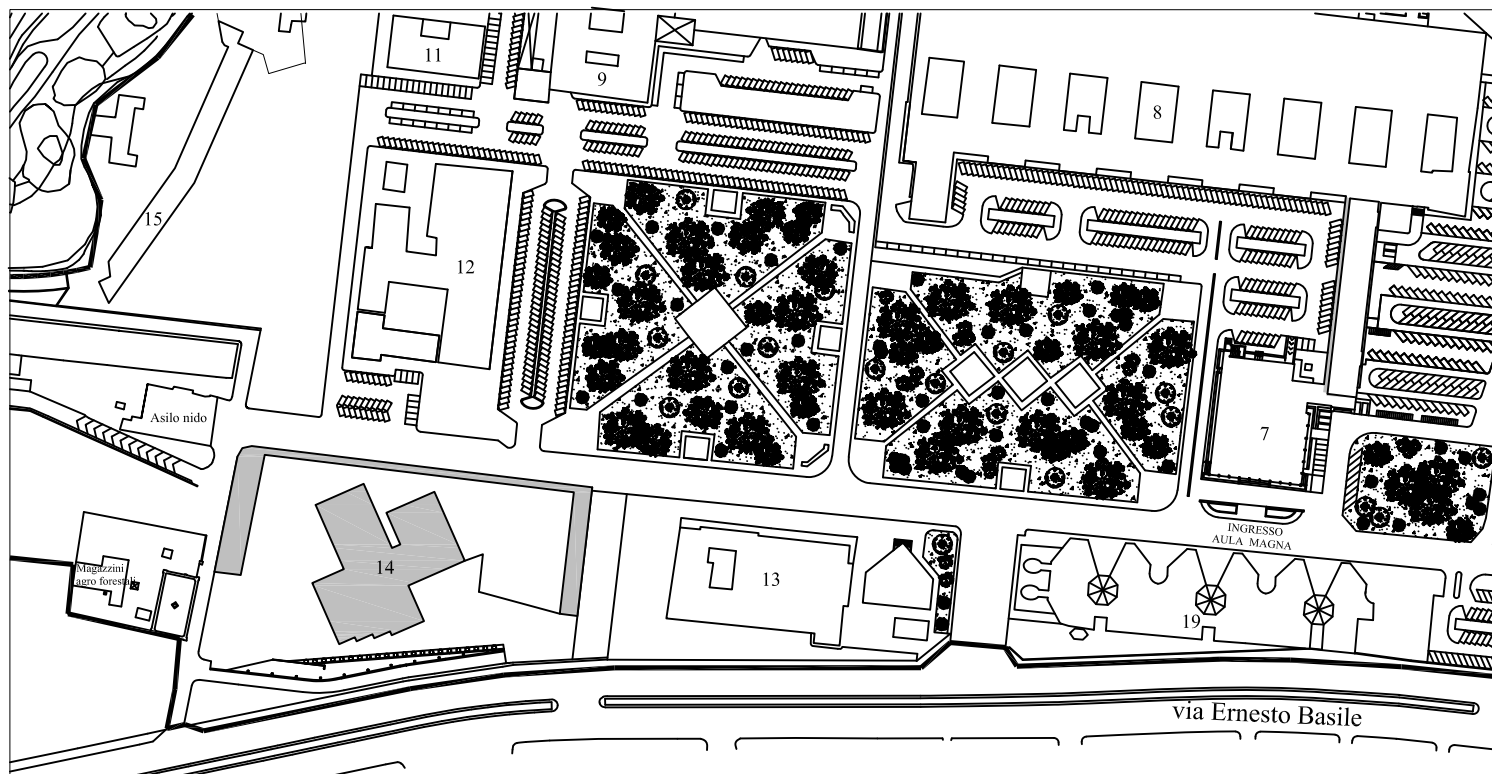 11
9
8
15
12
7
Asilo nido
INGRESSO
AULA MAGNA
14
13
Magazzini
agro forestali
19
via Ernesto Basile